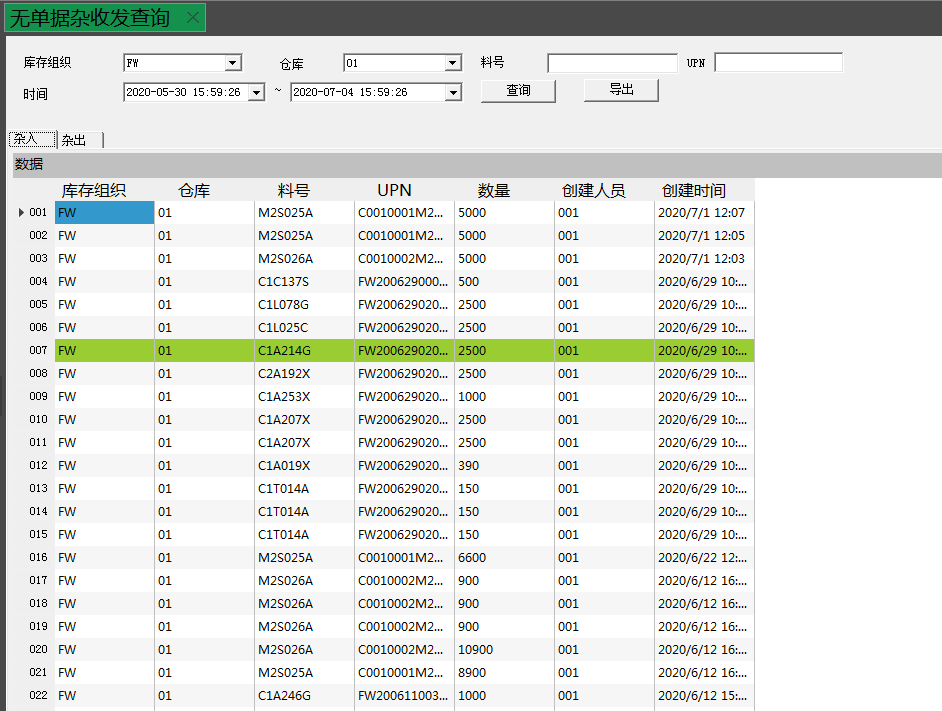 无单据杂收发查询
库存组织 FW 仓库 01 料号 UPN
时间 2020-05-30 15:59:26 ~ 2020-07-04 15:59:26 查询 导出
杂入 杂出
数据
库存组织 仓库 料号 UPN 数量 创建人员 创建时间
001 FW 01 M2S025A C0010001M2... 5000 001 2020/7/1 12:07
002 FW 01 M2S025A C0010001M2... 5000 001 2020/7/1 12:05
003 FW 01 M2S026A C0010002M2... 5000 001 2020/7/1 12:03
004 FW 01 C1C137S FW200629000... 500 001 2020/6/29 10:...
005 FW 01 C1L078G FW200629020... 2500 001 2020/6/29 10:...
006 FW 01 C1L025C FW200629020... 2500 001 2020/6/29 10:...
007 FW 01 C1A214G FW200629020... 2500 001 2020/6/29 10:...
008 FW 01 C2A192X FW200629020... 2500 001 2020/6/29 10:...
009 FW 01 C1A253X FW200629020... 1000 001 2020/6/29 10:...
010 FW 01 C1A207X FW200629020... 2500 001 2020/6/29 10:...
011 FW 01 C1A207X FW200629020... 2500 001 2020/6/29 10:...
012 FW 01 C1A019X FW200629020... 390 001 2020/6/29 10:...
013 FW 01 C1T014A FW200629020... 150 001 2020/6/29 10:...
014 FW 01 C1T014A FW200629020... 150 001 2020/6/29 10:...
015 FW 01 C1T014A FW200629020... 150 001 2020/6/29 10:...
016 FW 01 M2S025A C0010001M2... 6600 001 2020/6/22 12:...
017 FW 01 M2S026A C0010002M2... 900 001 2020/6/12 16:...
018 FW 01 M2S026A C0010002M2... 900 001 2020/6/12 16:...
019 FW 01 M2S026A C0010002M2... 900 001 2020/6/12 16:...
020 FW 01 M2S026A C0010002M2... 10900 001 2020/6/12 16:...
021 FW 01 M2S025A C0010001M2... 8900 001 2020/6/12 16:...
022 FW 01 C1A246G FW200611003... 1000 001 2020/6/12 15:...